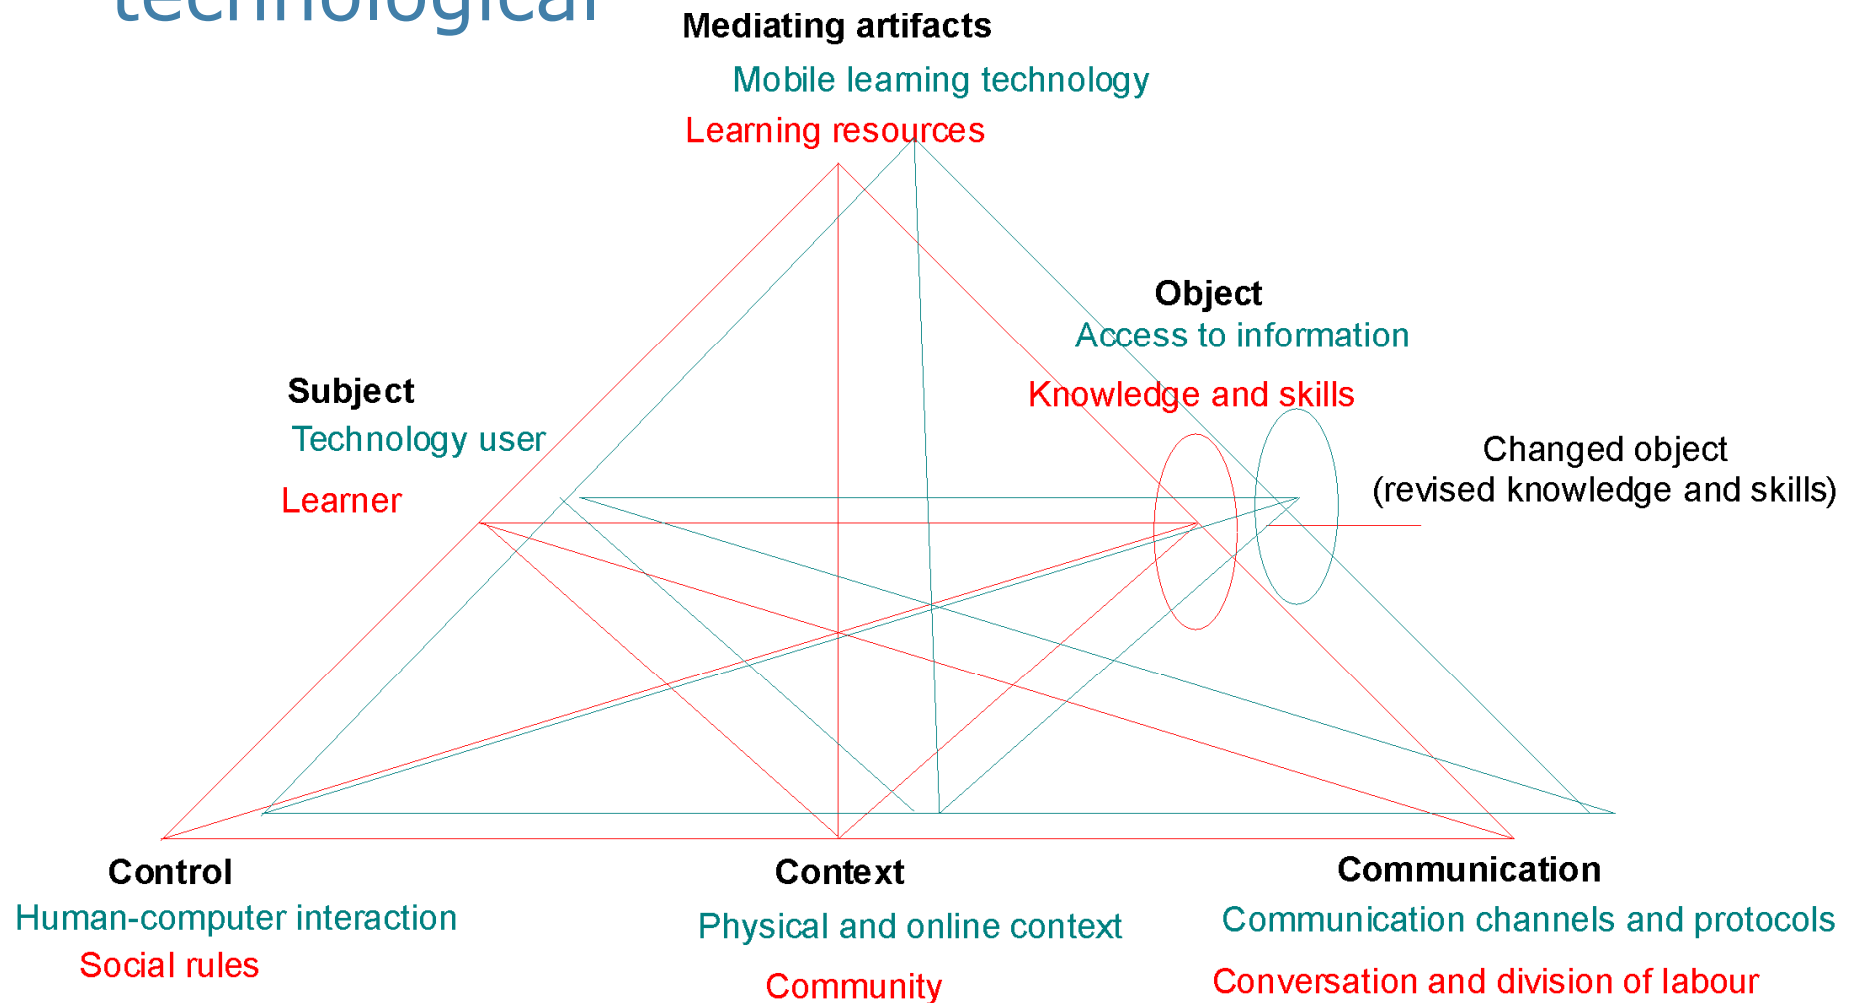 technological
Mediating artifacts
Mobile learning technology
Learning resources
Object
Access to information
Knowledge and skills
Subject
Technology user
Learner
Changed object
(revised knowledge and skills)
Control
Human-computer interaction
Social rules
Context
Physical and online context
Community
Communication
Communication channels and protocols
Conversation and division of labour